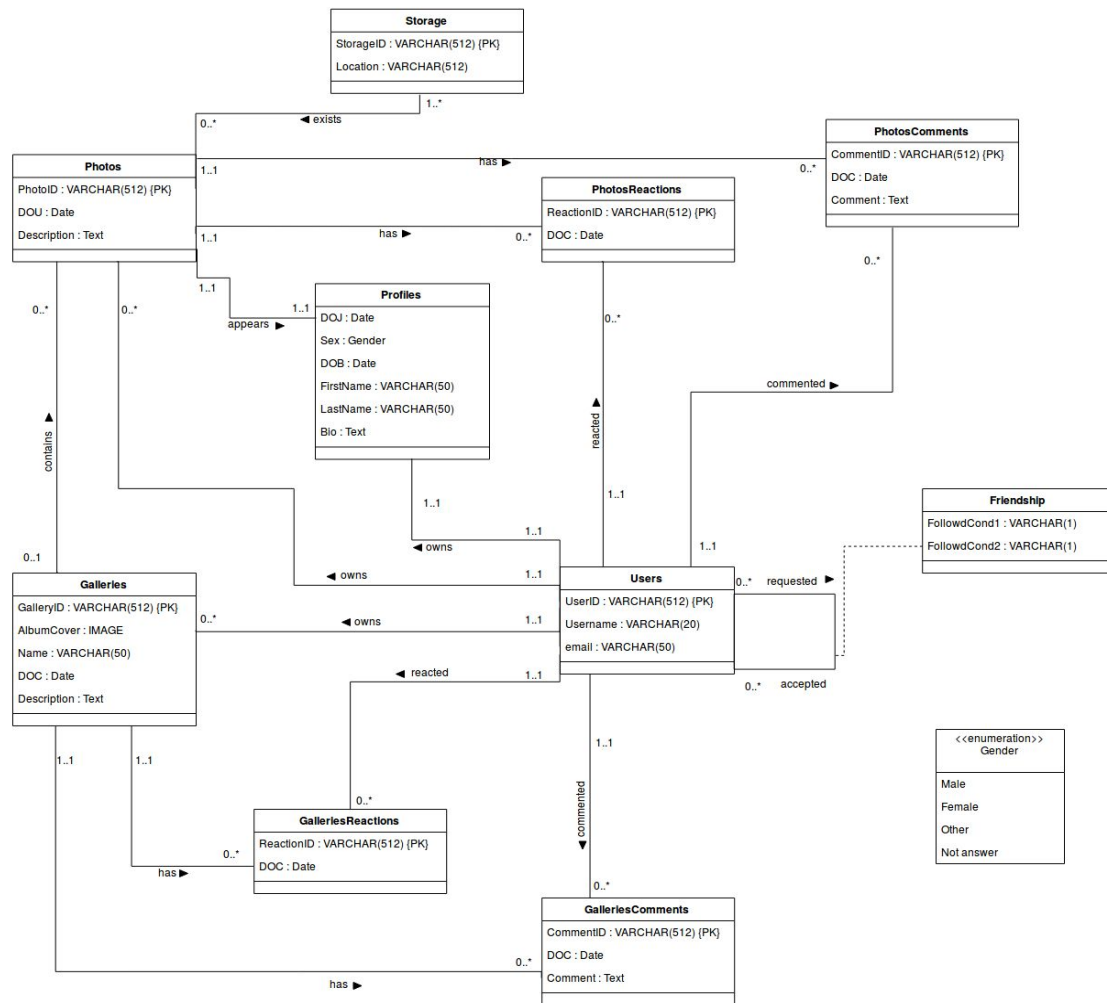 Storage
StorageID : VARCHAR(512) {PK}
Location : VARCHAR(512)
1..*
◄ exists
0..*
Photos
PhotoID : VARCHAR(512) {PK}
DOU : Date
Description : Text
1..1
has ►
0..*
PhotosComments
CommentID : VARCHAR(512) {PK}
DOC : Date
Comment : Text
PhotosReactions
ReactionID : VARCHAR(512) {PK}
DOC : Date
1..1
has ►
0..*
0..*
0..*
0..*
1..1
appears ►
1..1
Profiles
DOJ : Date
Sex : Gender
DOB : Date
FirstName : VARCHAR(50)
LastName : VARCHAR(50)
Bio : Text
0..*
commented ►
reacted ►
contains ►
1..1
1..1
1..1
◄ owns
1..1
Friendship
FollowdCond1 : VARCHAR(1)
FollowdCond2 : VARCHAR(1)
0..1
◄ owns
1..1
Galleries
GalleryID : VARCHAR(512) {PK}
AlbumCover : IMAGE
Name : VARCHAR(50)
DOC : Date
Description : Text
0..*
◄ owns
1..1
Users
UserID : VARCHAR(512) {PK}
Username : VARCHAR(20)
email : VARCHAR(50)
0..*
requested ►
0..*
accepted
◄ reacted
1..1
1..1
1..1
1..1
<<enumeration>>
Gender
Male
Female
Other
Not answer
0..*
commented ►
GalleriesReactions
ReactionID : VARCHAR(512) {PK}
DOC : Date
has ►
0..*
0..*
GalleriesComments
CommentID : VARCHAR(512) {PK}
DOC : Date
Comment : Text
0..*
has ►